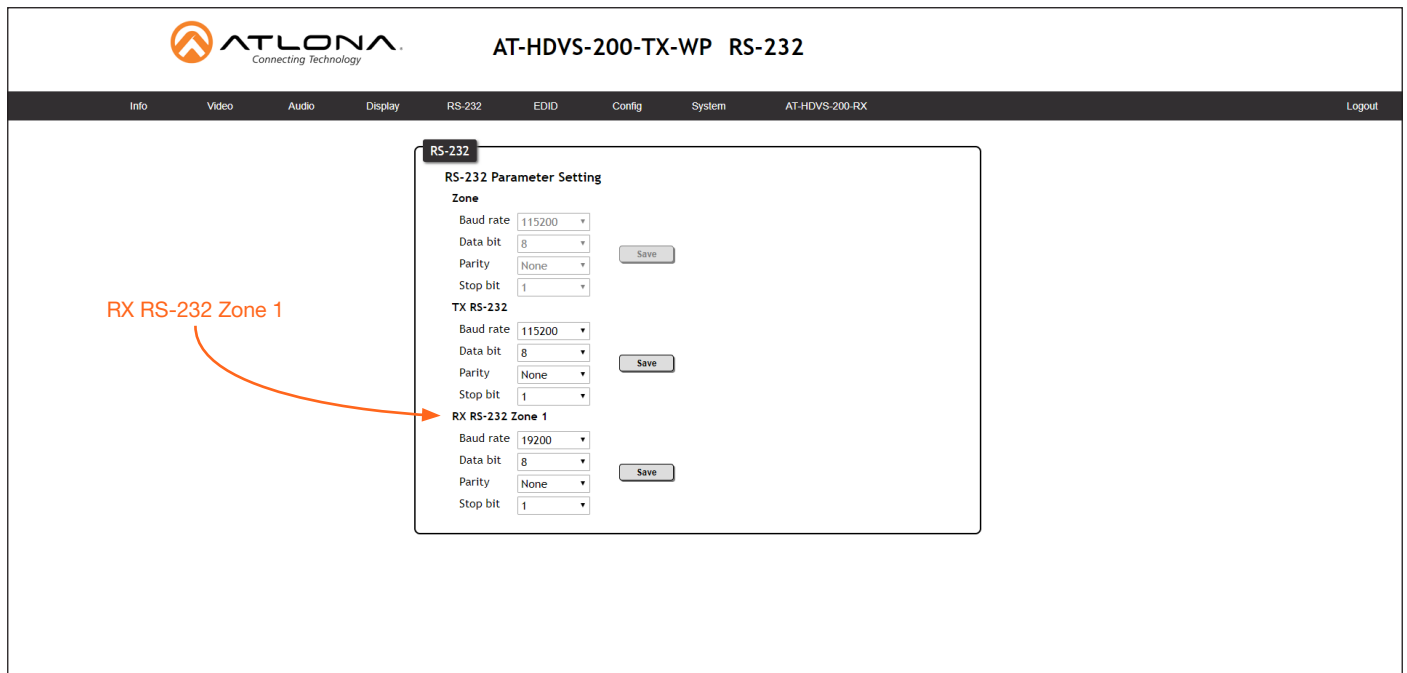 ATLONA.
Connecting Technology
AT-HDVS-200-TX-WP RS-232
Info Video Audio Display RS-232 EDID Config System AT-HDVS-200-RX Logout
RS-232
RS-232 Parameter Setting
Zone
Baud rate 115200
Data bit 8
Save
Parity None
Stop bit 1
TX RS-232
Baud rate 115200
Data bit 8
Save
Parity None
Stop bit 1
RX RS-232 Zone 1
RX RS-232 Zone 1
Baud rate 19200
Data bit 8
Save
Parity None
Stop bit 1